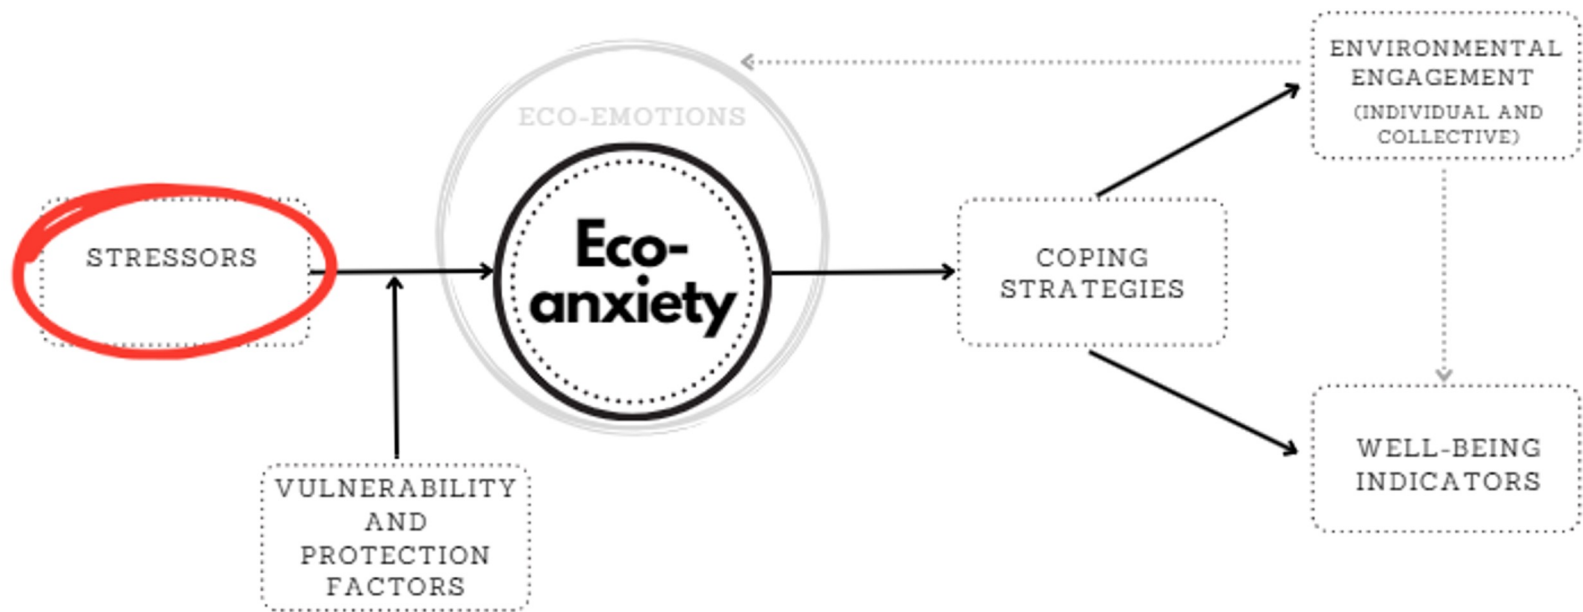 ENVIRONMENTAL
ENGAGEMENT
(INDIVIDUAL AND
COLLECTIVE)
ECO-EMOTIONS
STRESSORS
Eco-
anxiety
COPING
STRATEGIES
VULNERABILITY
AND
PROTECTION
FACTORS
WELL-BEING
INDICATORS